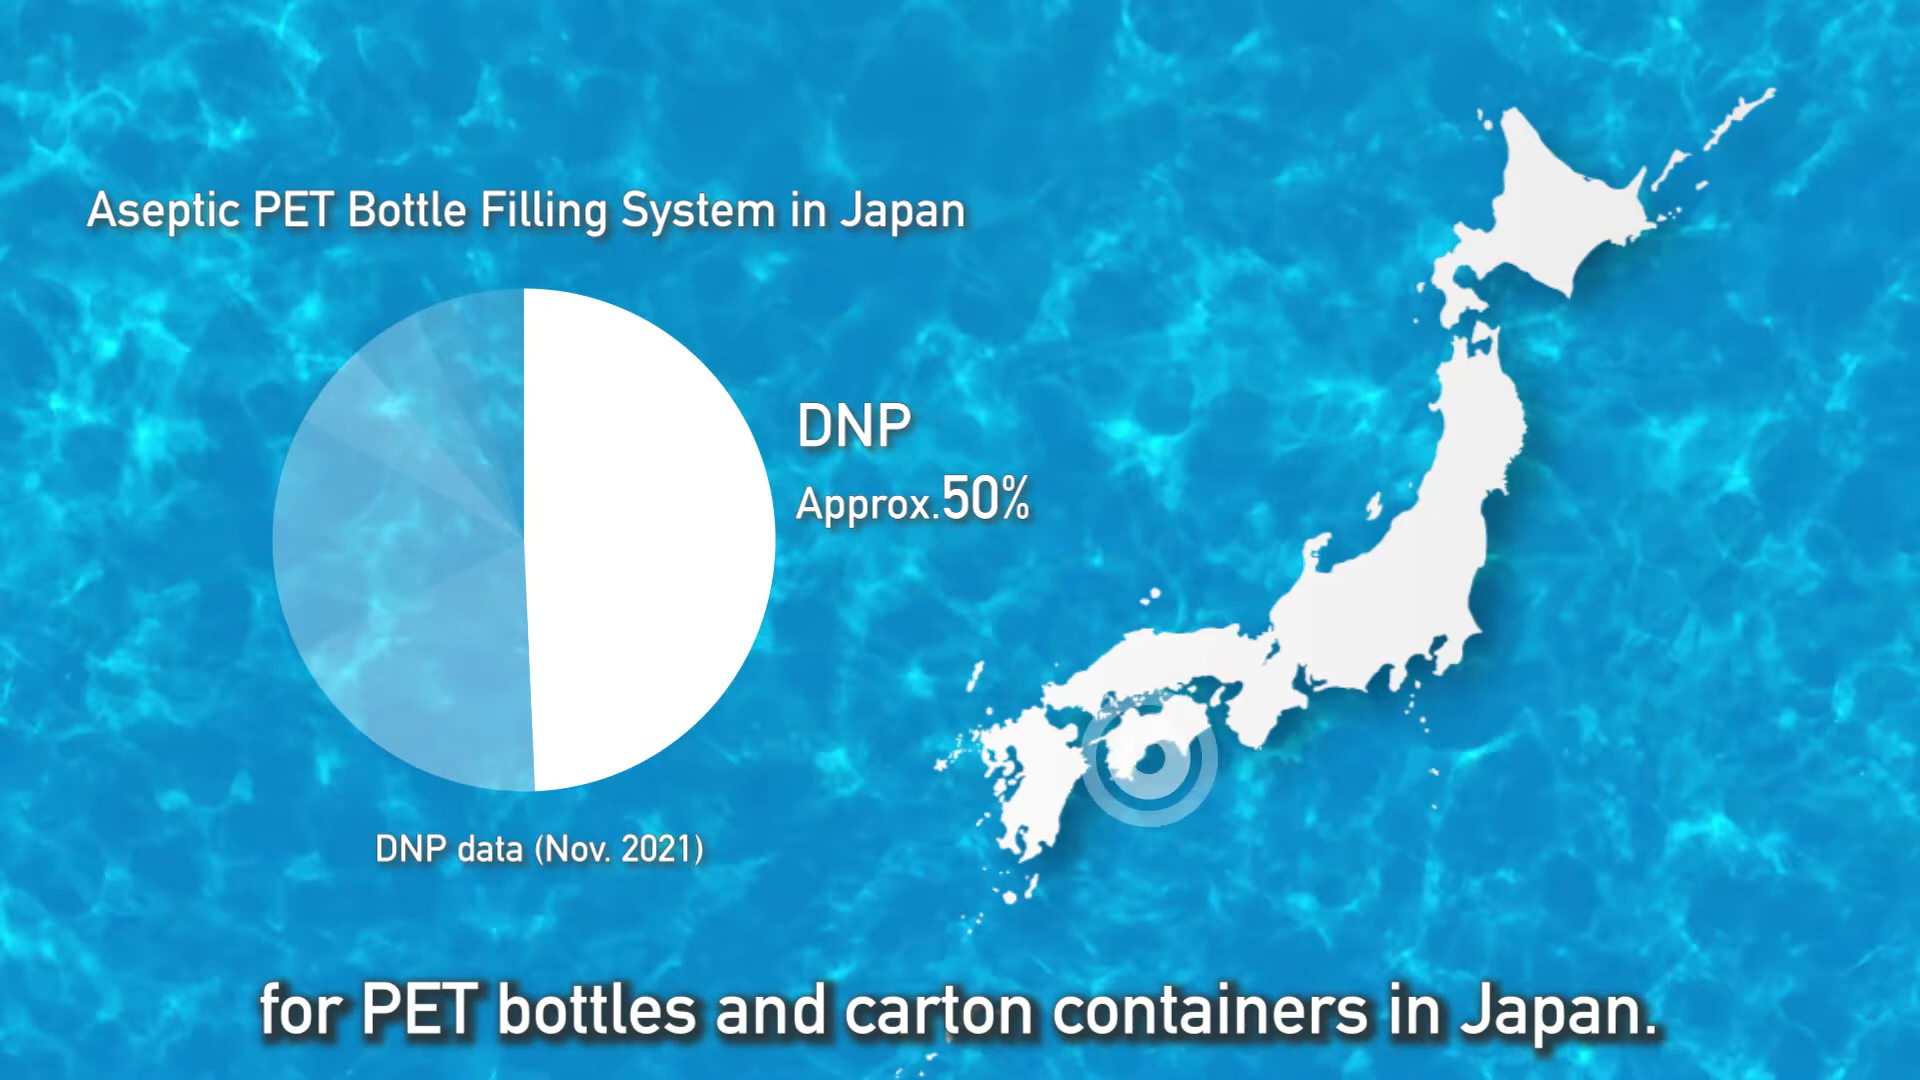 Aseptic PET Bottle Filling System in Japan
DNP
Approx.50%
DNP data (Nov. 2021)
for PET bottles and carton containers in Japan.